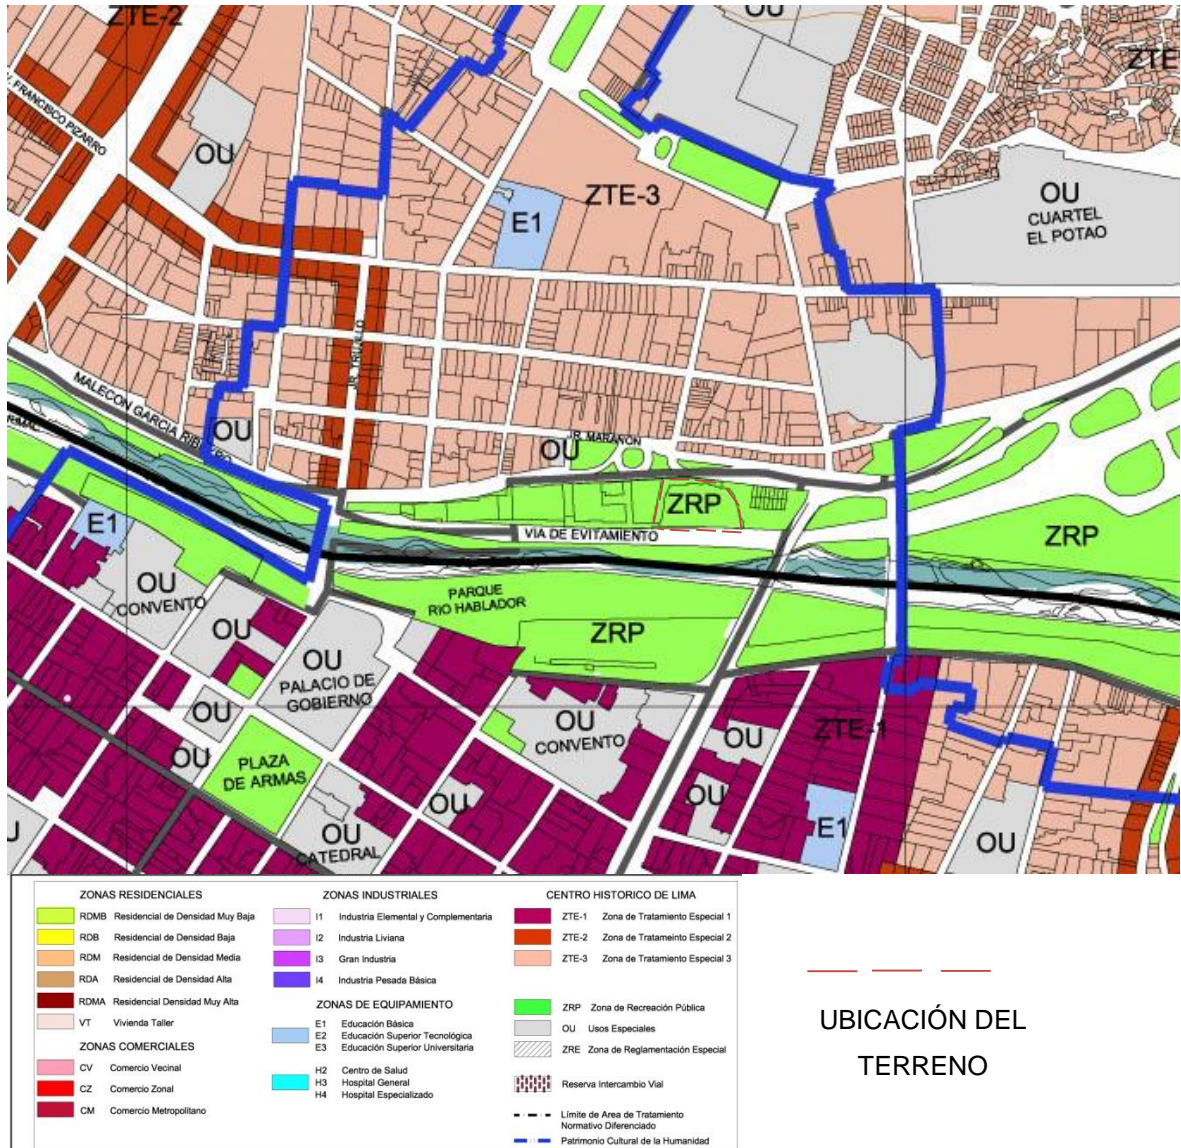 ZTE-2
OU
ZTE
AV. FRANCISCO PIZARRO
OU
E1
ZTE-3
OU
CUARTEL
EL POTAO
JR. TRUJILLO
MALECON GARCIA RIBEYRO
OU
OU
JR. MARAÑON
ZRP
VIA DE EVITAMIENTO
ZRP
E1
OU
CONVENTO
PARQUE
RIO HABLADOR
ZRP
OU
OU
PALACIO DE
GOBIERNO
OU
OU
PLAZA
DE ARMAS
OU
CONVENTO
OU
ZTE-1
OU
OU
OU
CATEDRAL
E1
OU
ZONAS RESIDENCIALES
RDMB Residencial de Densidad Muy Baja
RDB Residencial de Densidad Baja
RDM Residencial de Densidad Media
RDA Residencial de Densidad Alta
RDMA Residencial Densidad Muy Alta
VT Vivienda Taller
ZONAS COMERCIALES
CV Comercio Vecinal
CZ Comercio Zonal
CM Comercio Metropolitano
ZONAS INDUSTRIALES
I1 Industria Elemental y Complementaria
I2 Industria Liviana
I3 Gran Industria
I4 Industria Pesada Básica
ZONAS DE EQUIPAMIENTO
E1 Educación Básica
E2 Educación Superior Tecnológica
E3 Educación Superior Universitaria
H2 Centro de Salud
H3 Hospital General
H4 Hospital Especializado
CENTRO HISTORICO DE LIMA
ZTE-1 Zona de Tratamiento Especial 1
ZTE-2 Zona de Tratameinto Especial 2
ZTE-3 Zona de Tratamiento Especial 3
ZRP Zona de Recreación Pública
OU Usos Especiales
ZRE Zona de Reglamentación Especial
Reserva Intercambio Vial
Límite de Area de Tratamiento
Normativo Diferenciado
Patrimonio Cultural de la Humanidad
UBICACIÓN DEL
TERRENO